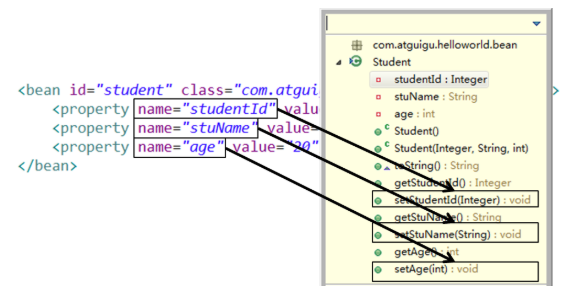 com.atguigu.helloworld.bean
Student
studentId : Integer
stuName : String
age : int
Student()
Student(Integer, String, int)
toString() : String
getStudentId() : Integer
setStudentId(Integer) : void
getStuName() : String
setStuName(String) : void
getAge() : int
setAge(int) : void
<bean id="student" class="com.atgui >
<property name="studentId" valu
<property name="stuName" value=
<property name="age" value="20"
</bean>